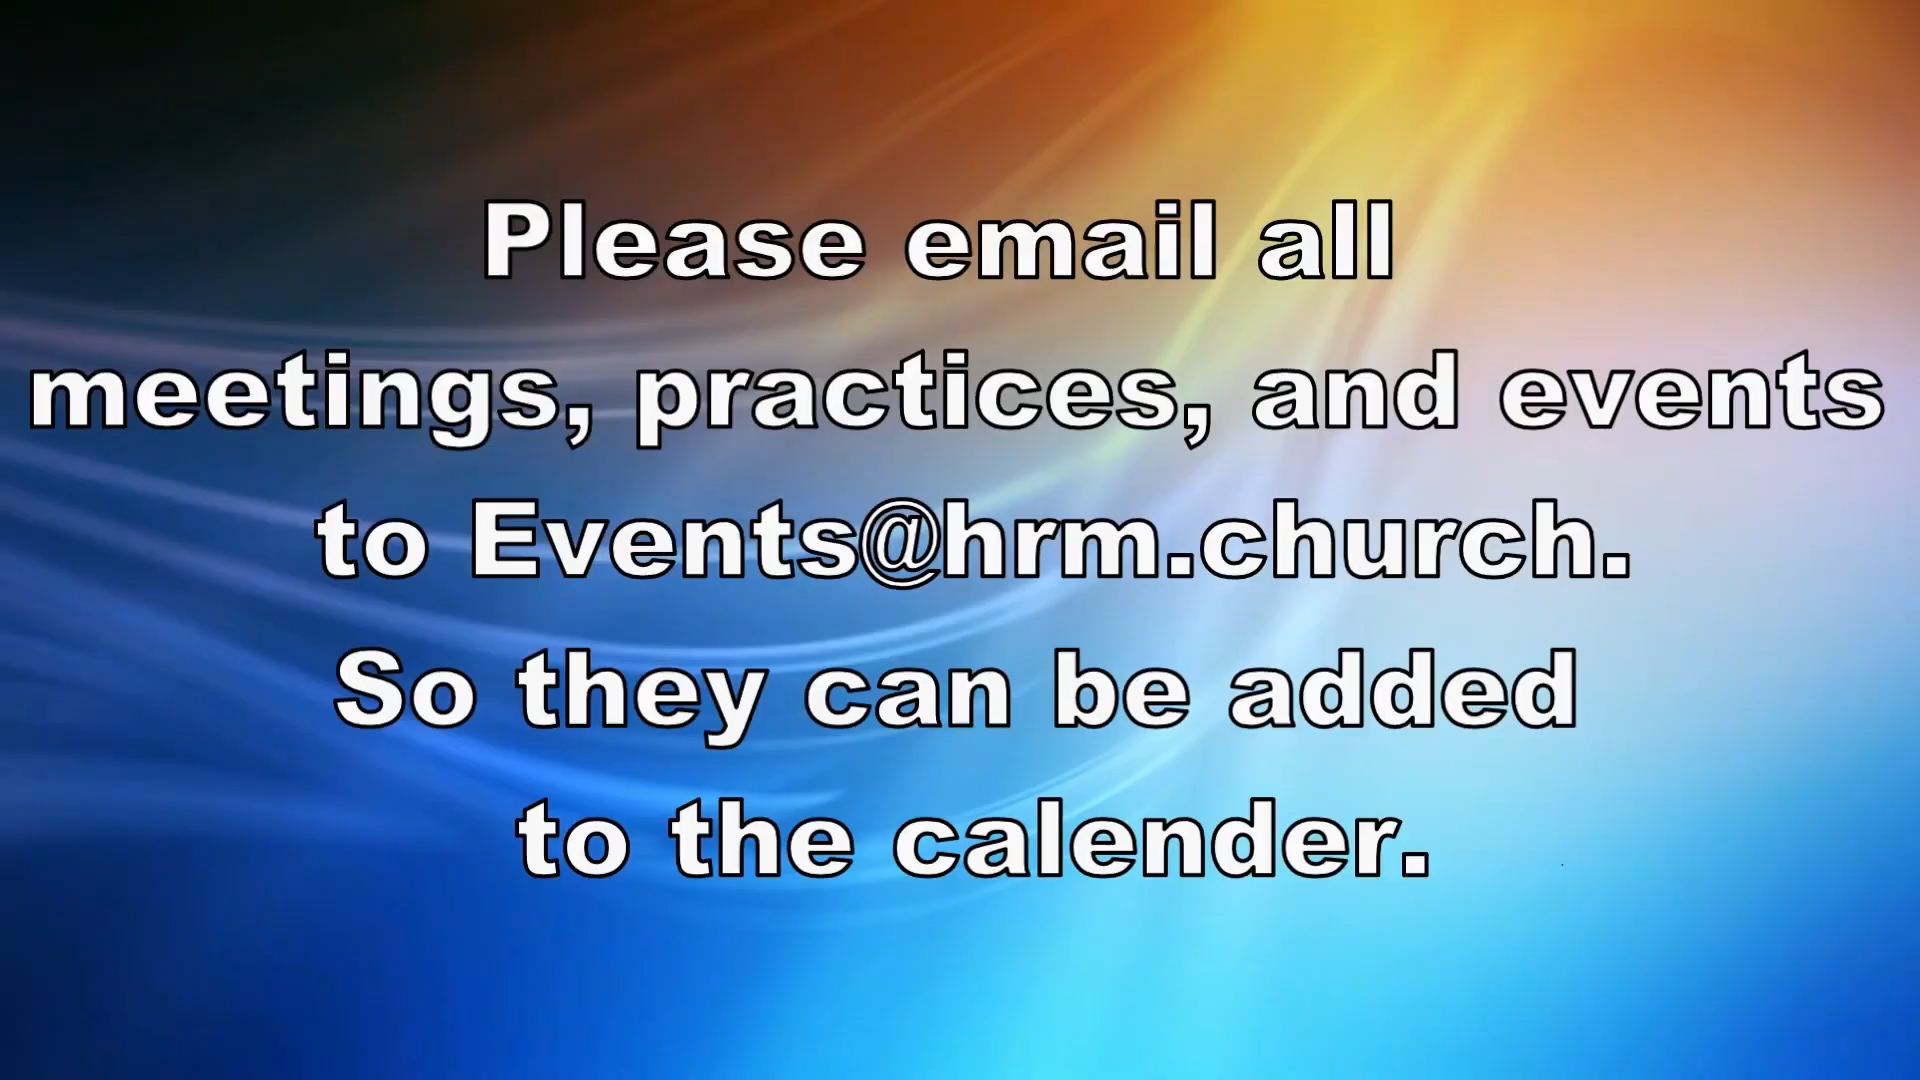 Please email all
meetings, practices, and events
to Events@hrm.church.
So they can be added
to the calender.